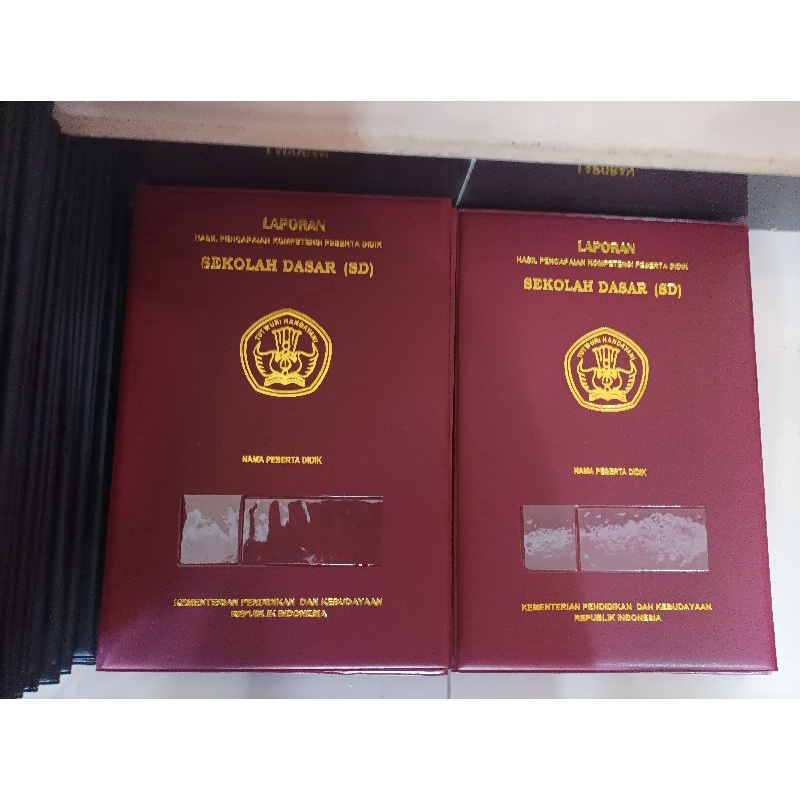 LAPORAN
HASIL PENCAPAIAN KOMPETENSI PESERTA DIDIK
SEKOLAH DASAR (SD)
TUT WURI HANDAYANI
NAMA PESERTA DIDIK
KEMENTERIAN PENDIDIKAN DAN KEBUDAYAAN
REPUBLIK INDONESIA
LAPORAN
HASIL PENCAPAIAN KOMPETENSI PESERTA DIDIK
SEKOLAH DASAR (SD)
TUT WURI HANDAYANI
NAMA PESERTA DIDIK
KEMENTERIAN PENDIDIKAN DAN KEBUDAYAAN
REPUBLIK INDONESIA
LAPORAN
LAPORAN